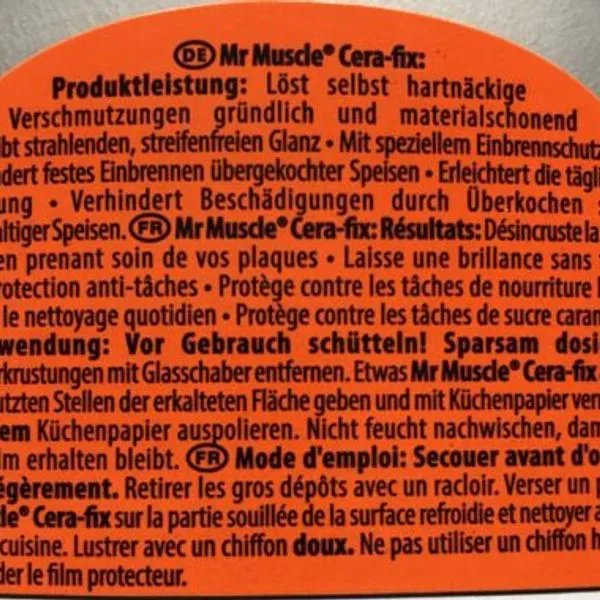 DE Mr Muscle® Cera-fix:
Produktleistung: Löst selbst hartnäckige
Verschmutzungen gründlich und materialschonend
ibt strahlenden, streifenfreien Glanz • Mit speziellem Einbrennschutz
dert festes Einbrennen übergekochter Speisen • Erleichtert die tägli
ung • Verhindert Beschädigungen durch Überkochen
altiger Speisen. FR Mr Muscle® Cera-fix: Résultats: Désincruste la
en prenant soin de vos plaques • Laisse une brillance sans
rotection anti-tâches • Protège contre les tâches de nourriture
le nettoyage quotidien • Protège contre les tâches de sucre caram
wendung: Vor Gebrauch schütteln! Sparsam dosi
rkrustungen mit Glasschaber entfernen. Etwas Mr Muscle® Cera-fix
utzten Stellen der erkalteten Fläche geben und mit Küchenpapier ver
em Küchenpapier auspolieren. Nicht feucht nachwischen, dam
lm erhalten bleibt. FR Mode d'emploi: Secouer avant d'u
égèrement. Retirer les gros dépôts avec un racloir. Verser un p
cle® Cera-fix sur la partie souillée de la surface refroidie et nettoyer a
cuisine. Lustrer avec un chiffon doux. Ne pas utiliser un chiffon h
der le film protecteur.